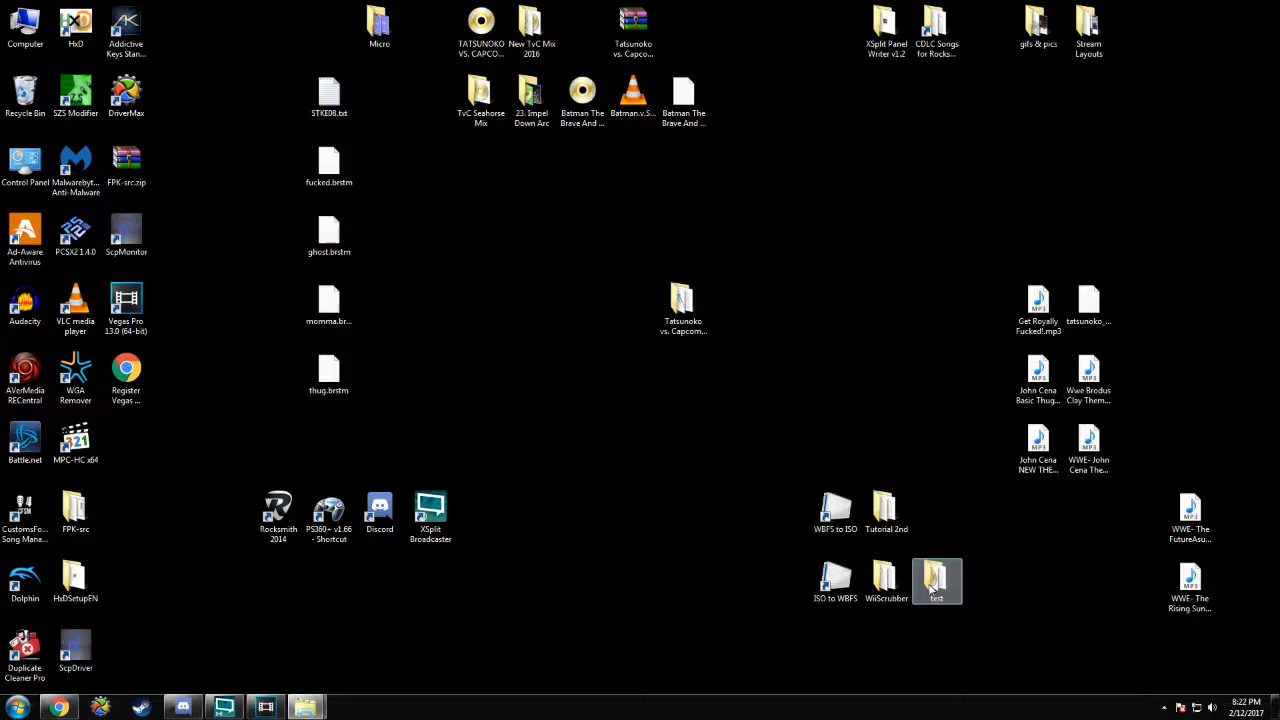 Computer
HxD
Addictive
Keys Stan...
Micro
TATSUNOKO
VS. CAPCO...
New TvC Mix
2016
Tatsunoko
vs. Capco...
XSplit Panel
Writer v1.2
CDLC Songs
for Rocks...
gifs & pics
Stream
Layouts
Recycle Bin
SZS Modifier
DriverMax
STKE08.txt
TvC Seahorse
Mix
23. Impel
Down Arc
Batman The
Brave And ...
Batman.v.S...
Batman The
Brave And ...
Control Panel
Malwarebyt...
Anti-Malware
FPK-src.zip
fucked.brstm
Ad-Aware
Antivirus
PCSX2 1.4.0
ScpMonitor
ghost.brstm
Audacity
VLC media
player
Vegas Pro
13.0 (64-bit)
momma.br...
Tatsunoko
vs. Capcom...
Get Royally
Fucked!.mp3
tatsunoko_...
AVerMedia
RECentral
WGA
Remover
Register
Vegas ...
thug.brstm
John Cena
Basic Thug...
Wwe Brodus
Clay Them...
Battle.net
MPC-HC x64
John Cena
NEW THE...
WWE- John
Cena The...
CustomsFo...
Song Mana...
FPK-src
Rocksmith
2014
PS360+ v1.66
- Shortcut
Discord
XSplit
Broadcaster
WBFS to ISO
Tutorial 2nd
WWE- The
FutureAsu...
Dolphin
HxDSetupEN
ISO to WBFS
WiiScrubber
test
WWE- The
Rising Sun...
Duplicate
Cleaner Pro
ScpDriver
8:22 PM
2/12/2017